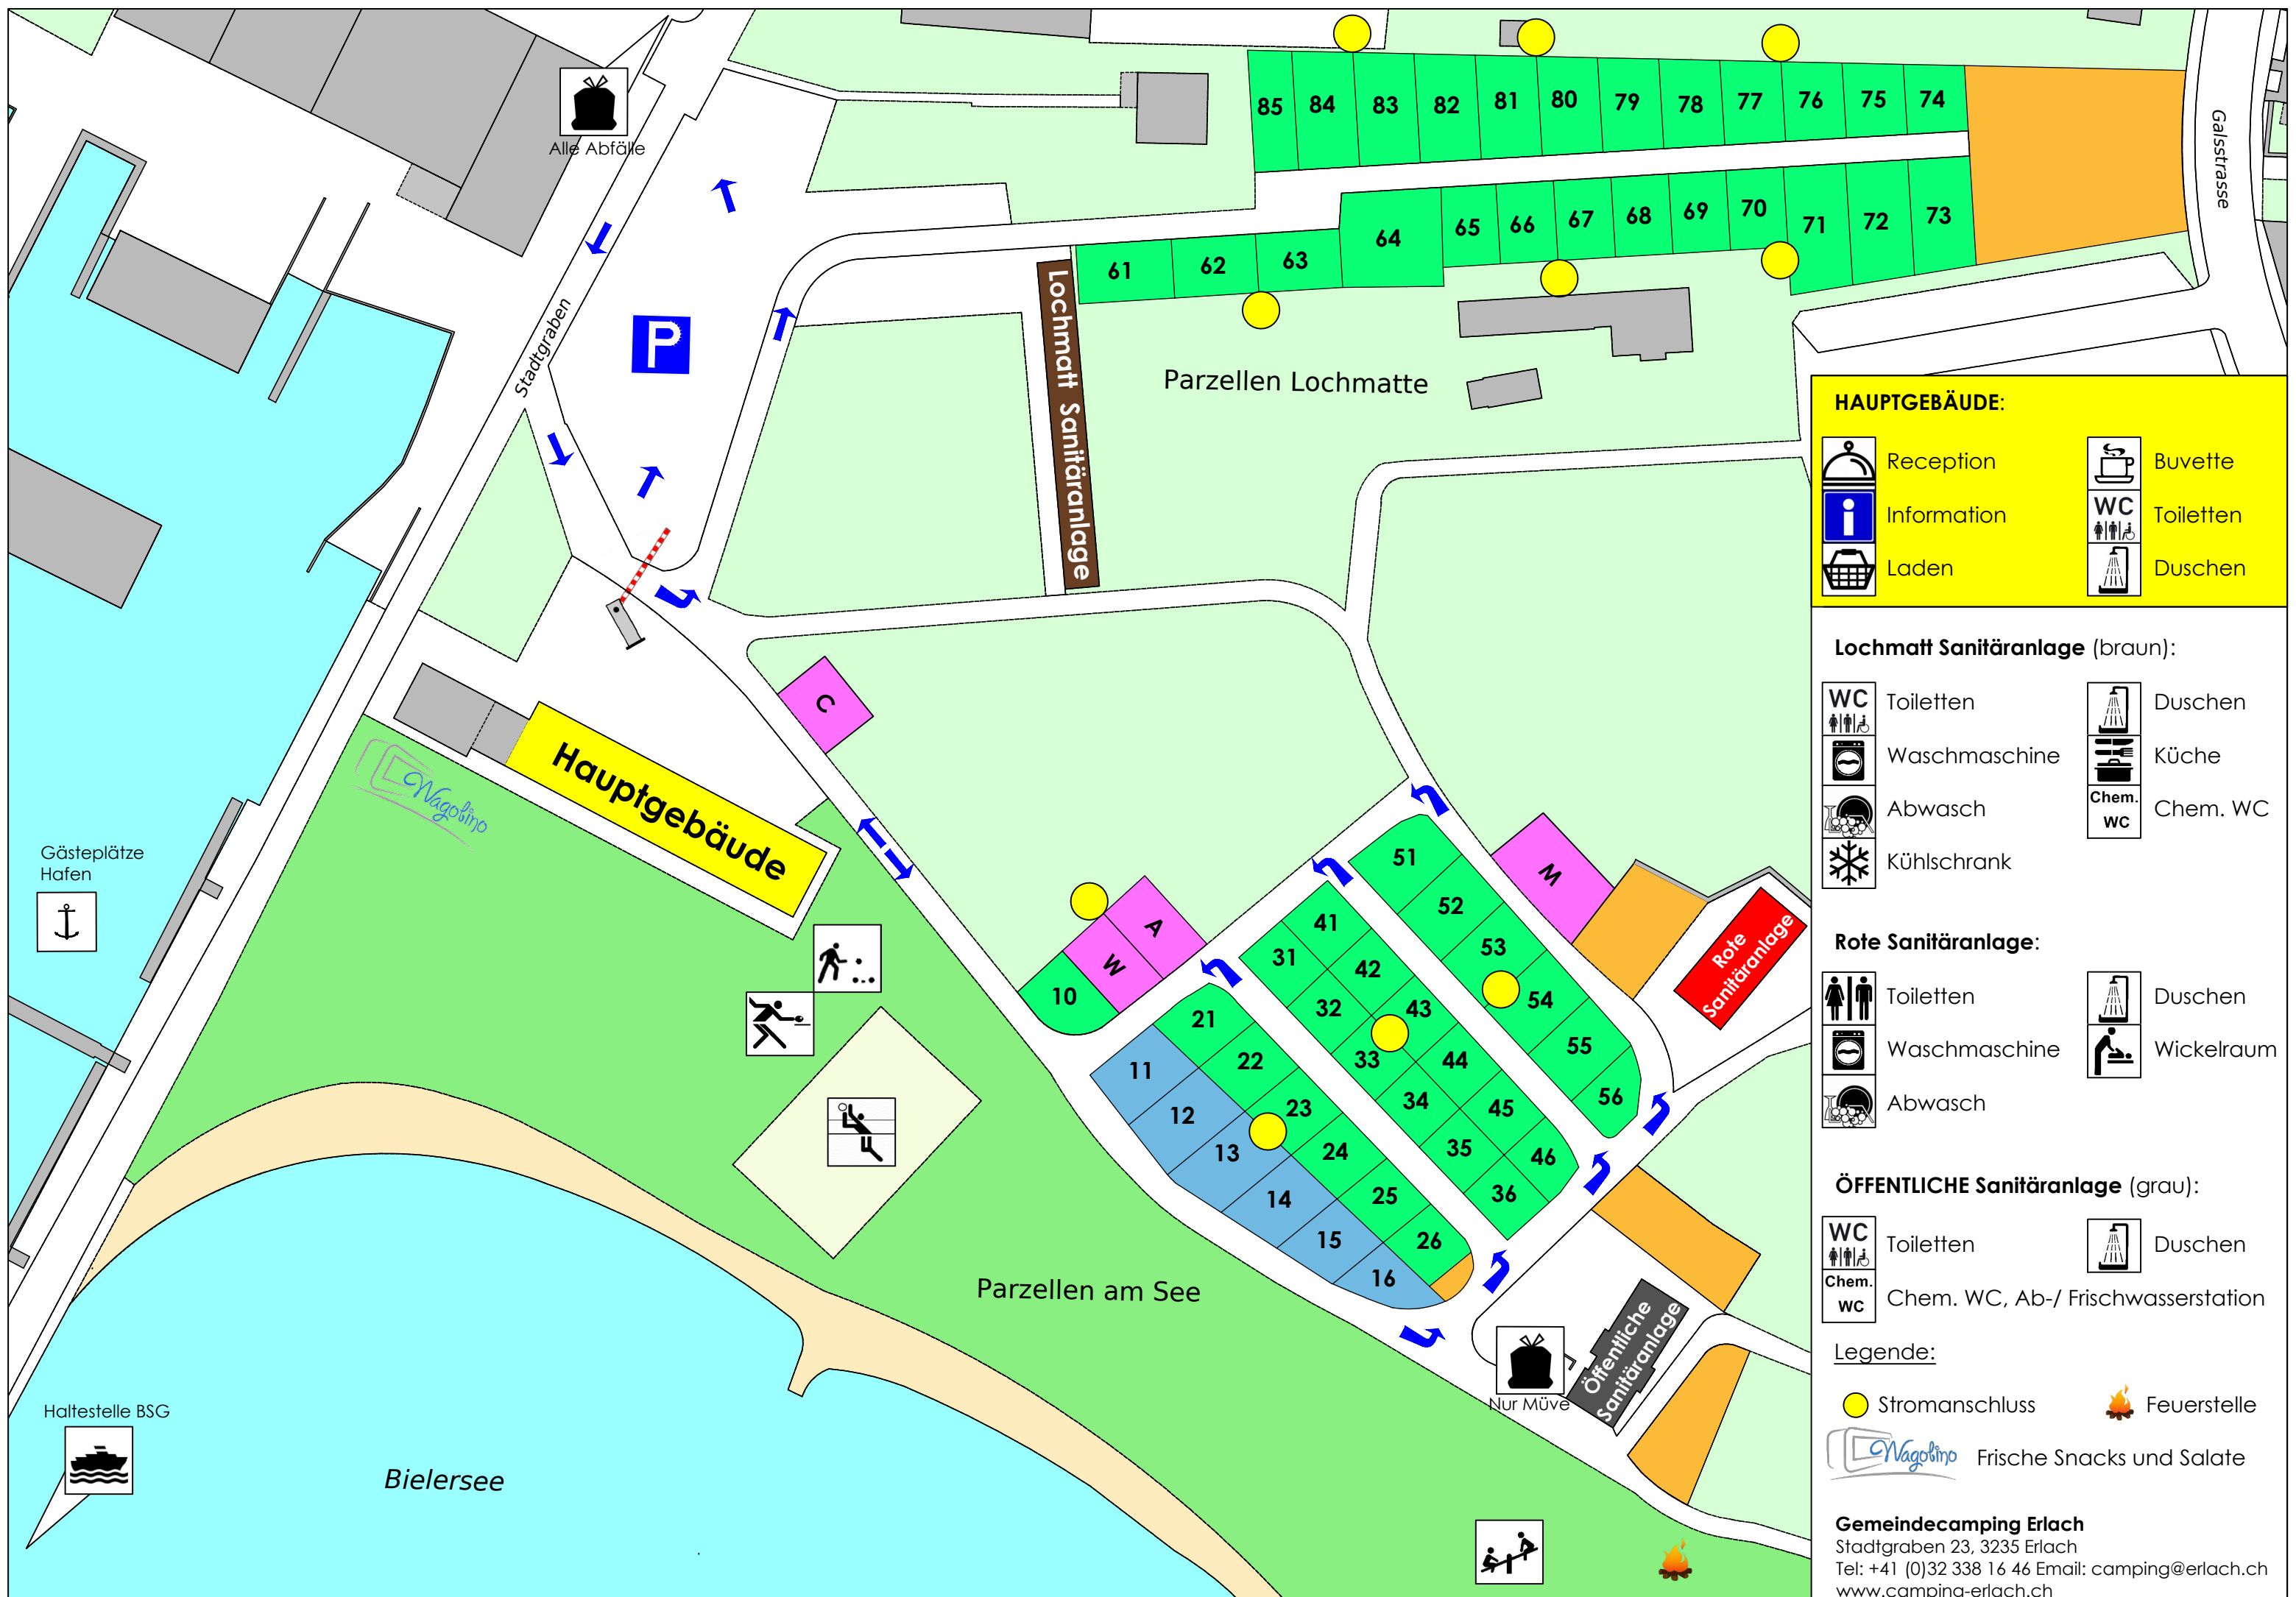 Alle Abfälle
Stadtgraben
P
85 84 83 82 81 80 79 78 77 76 75 74
Galsstrasse
61 62 63 64 65 66 67 68 69 70 71 72 73
Lochmatt Sanitäranlage
Parzellen Lochmatte
C
Hauptgebäude
Wagolino
Gästeplätze
Hafen
M
A
W
10
51
52
53
54
55
56
41
42
43
44
45
46
31
32
33
34
35
36
21
22
23
24
25
26
11
12
13
14
15
16
Rote
Sanitäranlage
Parzellen am See
Öffentliche
Sanitäranlage
Nur Müve
Haltestelle BSG
Bielersee
HAUPTGEBÄUDE:
Reception
Buvette
i Information
WC Toiletten
Laden
Duschen
Lochmatt Sanitäranlage (braun):
WC Toiletten
Duschen
Waschmaschine
Küche
Abwasch
Chem. WC Chem. WC
Kühlschrank
Rote Sanitäranlage:
Toiletten
Duschen
Waschmaschine
Wickelraum
Abwasch
ÖFFENTLICHE Sanitäranlage (grau):
WC Toiletten
Duschen
Chem. WC Chem. WC, Ab-/ Frischwasserstation
Legende:
Stromanschluss
Feuerstelle
Wagolino Frische Snacks und Salate
Gemeindecamping Erlach
Stadtgraben 23, 3235 Erlach
Tel: +41 (0)32 338 16 46 Email: camping@erlach.ch
www.camping-erlach.ch